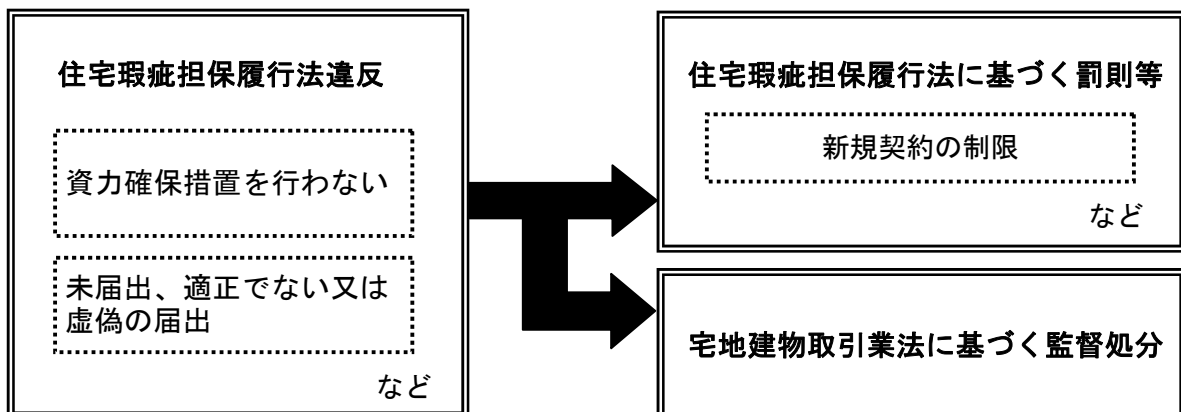 住宅瑕疵担保履行法違反
資力確保措置を行わない
未届出、適正でない又は
虚偽の届出
など
住宅瑕疵担保履行法に基づく罰則等
新規契約の制限
など
宅地建物取引業法に基づく監督処分